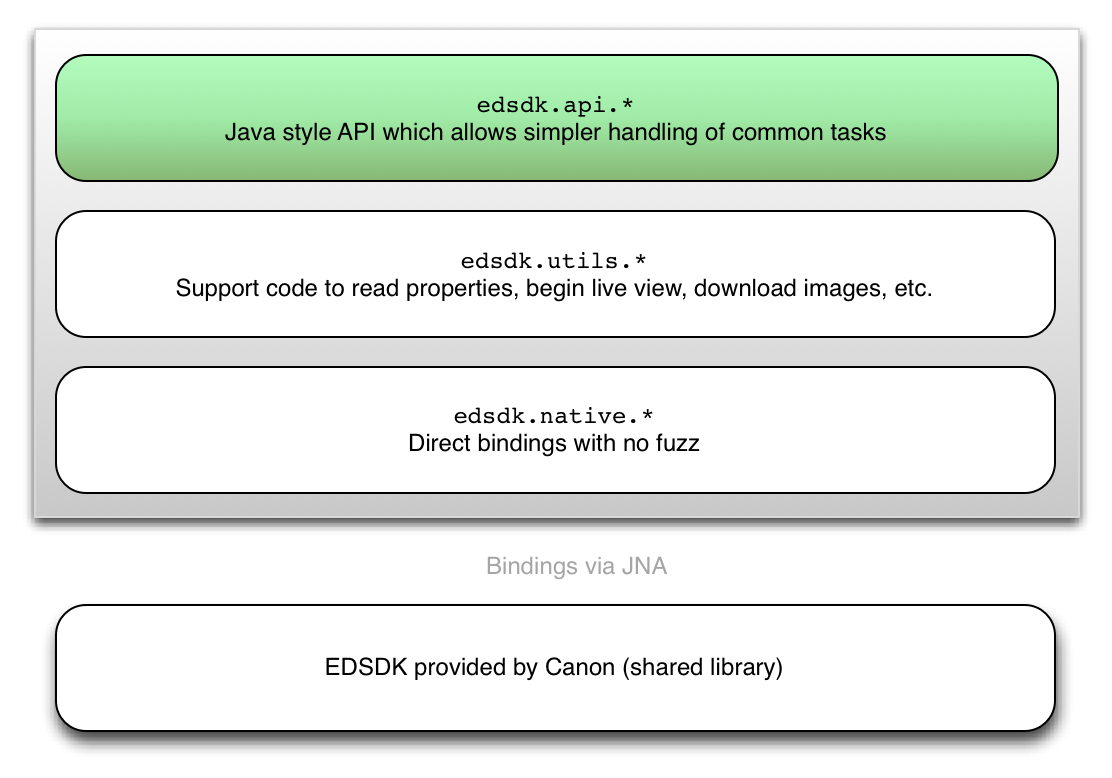 edsdk.api.*
Java style API which allows simpler handling of common tasks
edsdk.utils.*
Support code to read properties, begin live view, download images, etc.
edsdk.native.*
Direct bindings with no fuzz
Bindings via JNA
EDSDK provided by Canon (shared library)